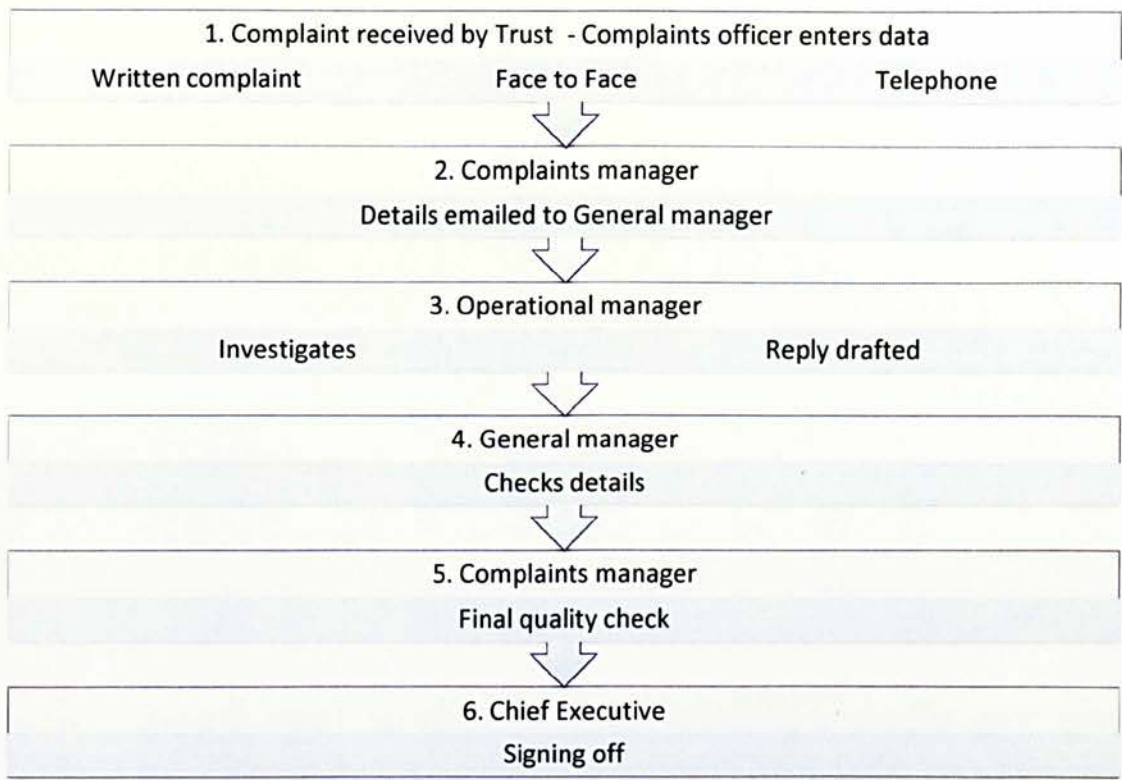 1. Complaint received by Trust - Complaints officer enters data
Written complaint Face to Face Telephone
2. Complaints manager
Details emailed to General manager
3. Operational manager
Investigates Reply drafted
4. General manager
Checks details
5. Complaints manager
Final quality check
6. Chief Executive
Signing off